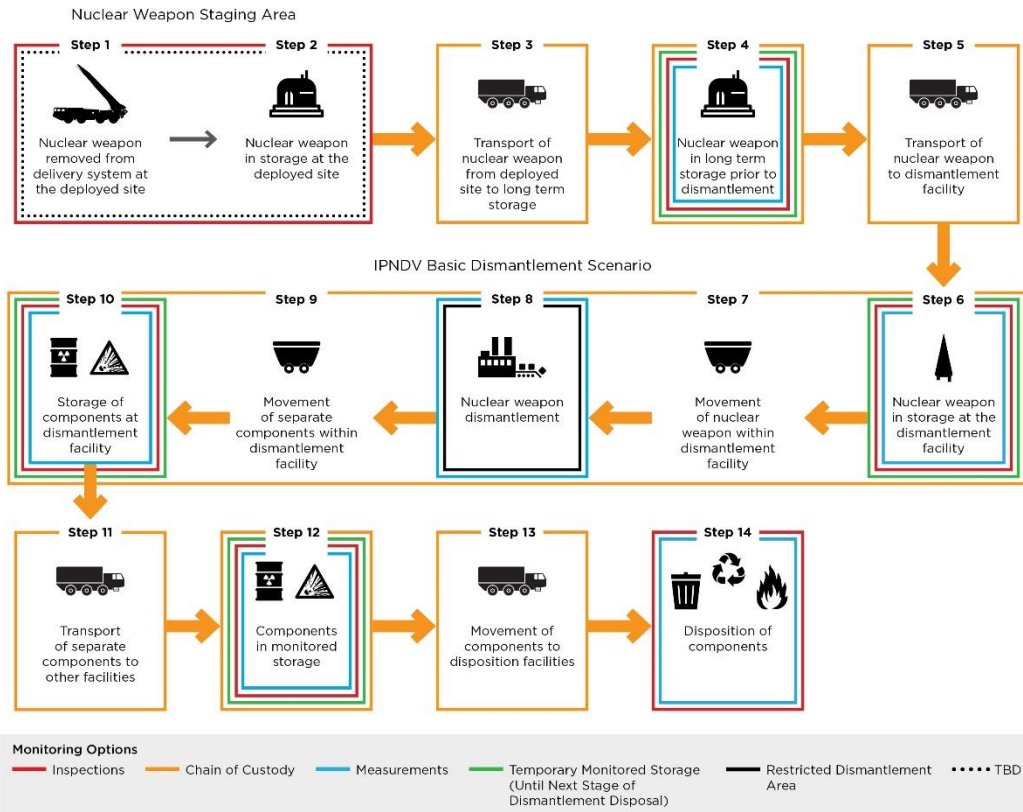 Nuclear Weapon Staging Area
Step 1
Nuclear weapon
removed from
delivery system at
the deployed site
Step 2
Nuclear weapon
in storage at the
deployed site
Step 3
Transport of
nuclear weapon
from deployed
site to long term
storage
Step 4
Nuclear weapon
in long term
storage prior to
dismantlement
Step 5
Transport
of nuclear weapon
to dismantlement
facility
IPNDV Basic Dismantlement Scenario
Step 10
Storage of
components at
dismantlement
facility
Step 9
Movement
of separate
components within
dismantlement
facility
Step 8
Nuclear weapon
dismantlement
Step 7
Movement
of nuclear
weapon within
dismantlement
facility
Step 6
Nuclear weapon
in storage at the
dismantlement
facility
Step 11
Transport
of separate
components to
other facilities
Step 12
Components
in monitored
storage
Step 13
Movement of
components to
disposition facilities
Step 14
Disposition of
components
Monitoring Options
Inspections
Chain of Custody
Measurements
Temporary Monitored Storage
(Until Next Stage of
Dismantlement Disposal)
Restricted Dismantlement
Area
TBD